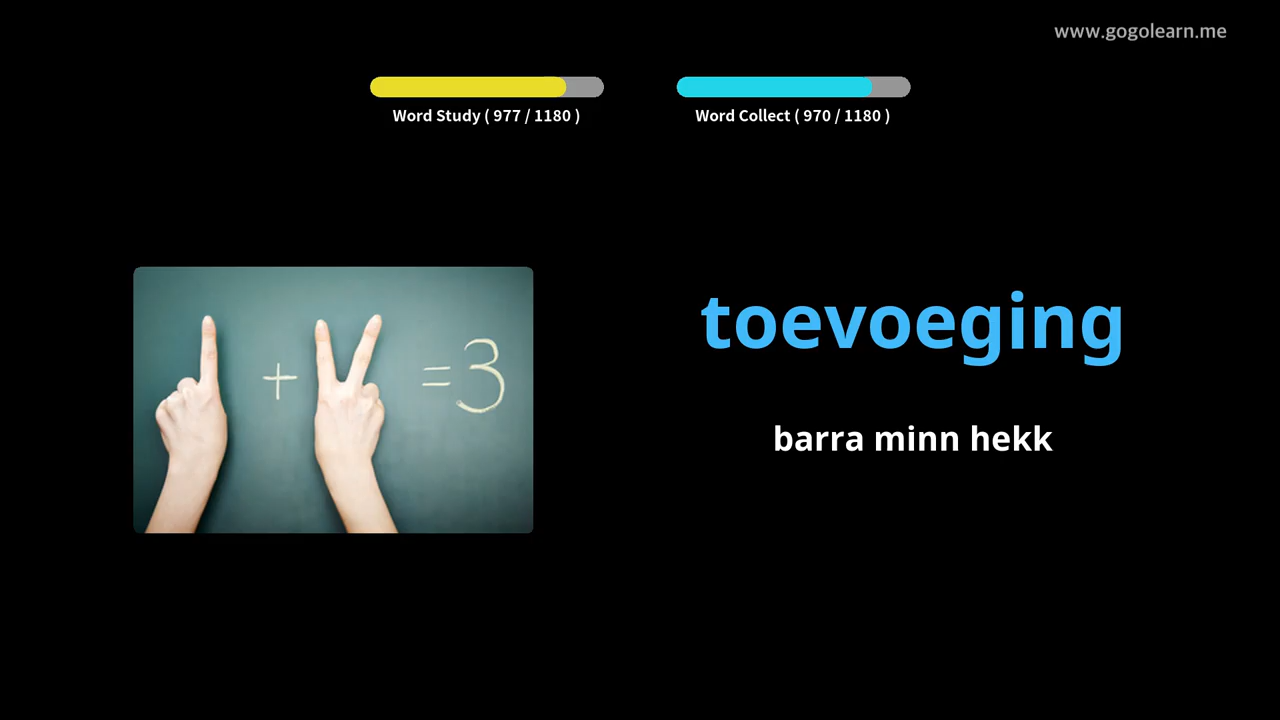 www.gogolearn.me
Word Study ( 977 / 1180 )
Word Collect ( 970 / 1180 )
+ =3
toevoeging
barra minn hekk